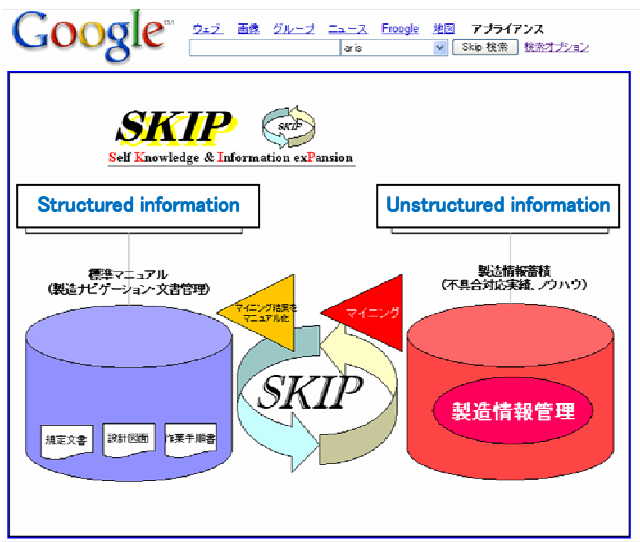 Google™
ウェブ 画像 グループ ニュース Froogle 地図 アプライアンス
aris Skip 検索 検索オプション
SKIP SKIP
Self Knowledge & Information exPansion
Structured information
Unstructured information
標準マニュアル
(製造ナビゲーション・文書管理)
製造情報蓄積
(不具合対応実績、ノウハウ)
マイニング結果を
マニュアル化
マイニング
SKIP
製造情報管理
規定文書 設計図面 作業手順書